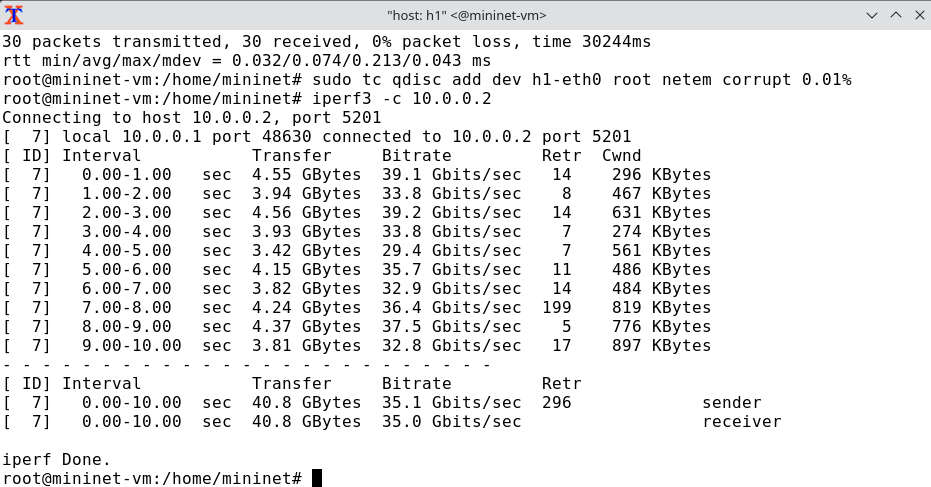 "host: h1" <@mininet-vm>
30 packets transmitted, 30 received, 0% packet loss, time 30244ms
rtt min/avg/max/mdev = 0.032/0.074/0.213/0.043 ms
root@mininet-vm:/home/mininet# sudo tc qdisc add dev h1-eth0 root netem corrupt 0.01%
root@mininet-vm:/home/mininet# iperf3 -c 10.0.0.2
Connecting to host 10.0.0.2, port 5201
[  7] local 10.0.0.1 port 48630 connected to 10.0.0.2 port 5201
[ ID] Interval           Transfer     Bitrate         Retr  Cwnd
[  7]   0.00-1.00   sec  4.55 GBytes  39.1 Gbits/sec   14    296 KBytes
[  7]   1.00-2.00   sec  3.94 GBytes  33.8 Gbits/sec    8    467 KBytes
[  7]   2.00-3.00   sec  4.56 GBytes  39.2 Gbits/sec   14    631 KBytes
[  7]   3.00-4.00   sec  3.93 GBytes  33.8 Gbits/sec    7    274 KBytes
[  7]   4.00-5.00   sec  3.42 GBytes  29.4 Gbits/sec    7    561 KBytes
[  7]   5.00-6.00   sec  4.15 GBytes  35.7 Gbits/sec   11    486 KBytes
[  7]   6.00-7.00   sec  3.82 GBytes  32.9 Gbits/sec   14    484 KBytes
[  7]   7.00-8.00   sec  4.24 GBytes  36.4 Gbits/sec  199    819 KBytes
[  7]   8.00-9.00   sec  4.37 GBytes  37.5 Gbits/sec    5    776 KBytes
[  7]   9.00-10.00  sec  3.81 GBytes  32.8 Gbits/sec   17    897 KBytes
- - - - - - - - - - - - - - - - - - - - - - - - -
[ ID] Interval           Transfer     Bitrate         Retr
[  7]   0.00-10.00  sec  40.8 GBytes  35.1 Gbits/sec  296             sender
[  7]   0.00-10.00  sec  40.8 GBytes  35.0 Gbits/sec                  receiver

iperf Done.
root@mininet-vm:/home/mininet#